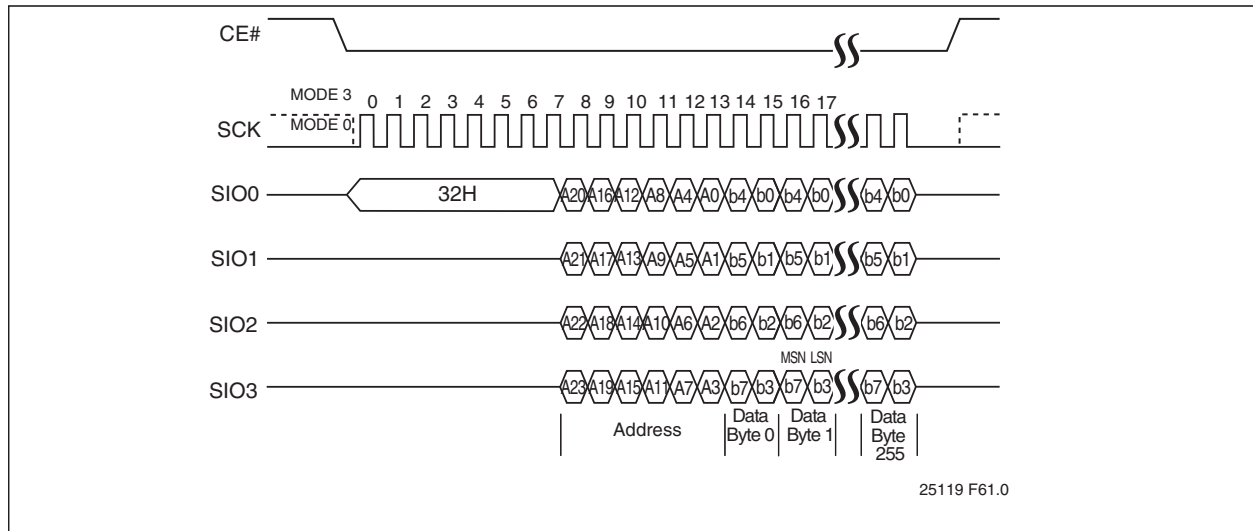 CE#
MODE 3
0 1 2 3 4 5 6 7 8 9 10 11 12 13 14 15 16 17
SCK
MODE 0
SIO0
32H
A20 A16 A12 A8 A4 A0 b4 b0 b4 b0 b4 b0
SIO1
A21 A17 A13 A9 A5 A1 b5 b1 b5 b1 b5 b1
SIO2
A22 A18 A14 A10 A6 A2 b6 b2 b6 b2 b6 b2
MSN LSN
SIO3
A23 A19 A15 A11 A7 A3 b7 b3 b7 b3 b7 b3
Address
Data
Byte 0
Data
Byte 1
Data
Byte
255
25119 F61.0